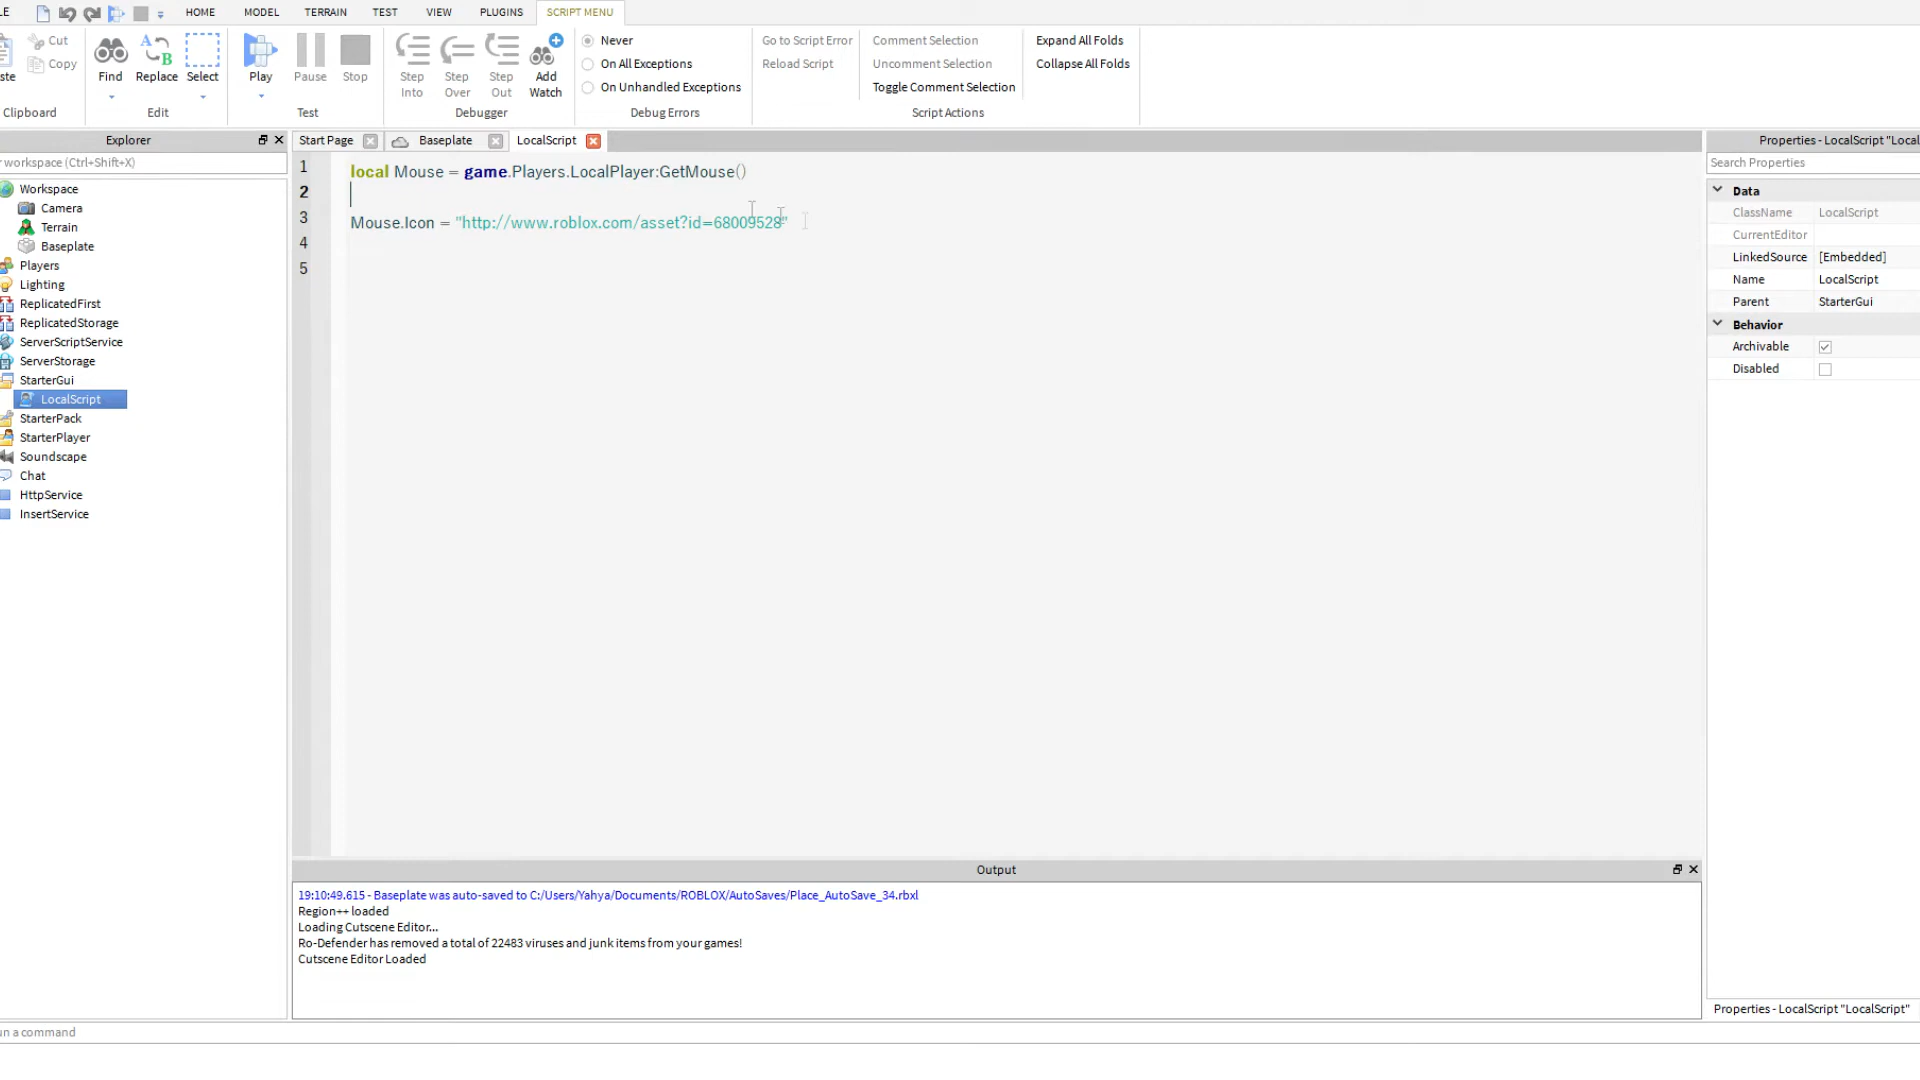 LE HOME MODEL TERRAIN TEST VIEW PLUGINS SCRIPT MENU
Cut
Copy
ste
Clipboard
Find Replace Select
Edit
Play Pause Stop
Test
Step Into Step Over Step Out Add Watch
Debugger
Never
On All Exceptions
On Unhandled Exceptions
Debug Errors
Go to Script Error
Reload Script
Comment Selection
Uncomment Selection
Toggle Comment Selection
Script Actions
Expand All Folds
Collapse All Folds
Explorer
workspace (Ctrl+Shift+X)
Workspace
Camera
Terrain
Baseplate
Players
Lighting
ReplicatedFirst
ReplicatedStorage
ServerScriptService
ServerStorage
StarterGui
LocalScript
StarterPack
StarterPlayer
Soundscape
Chat
HttpService
InsertService
Start Page Baseplate LocalScript
1 local Mouse = game.Players.LocalPlayer:GetMouse()
2
3 Mouse.Icon = "http://www.roblox.com/asset?id=68009528"
4
5
Output
19:10:49.615 - Baseplate was auto-saved to C:/Users/Yahya/Documents/ROBLOX/AutoSaves/Place_AutoSave_34.rbxl
Region++ loaded
Loading Cutscene Editor...
Ro-Defender has removed a total of 22483 viruses and junk items from your games!
Cutscene Editor Loaded
Properties - LocalScript "Local
Search Properties
Data
ClassName LocalScript
CurrentEditor
LinkedSource [Embedded]
Name LocalScript
Parent StarterGui
Behavior
Archivable
Disabled
Properties - LocalScript "LocalScript"
un a command